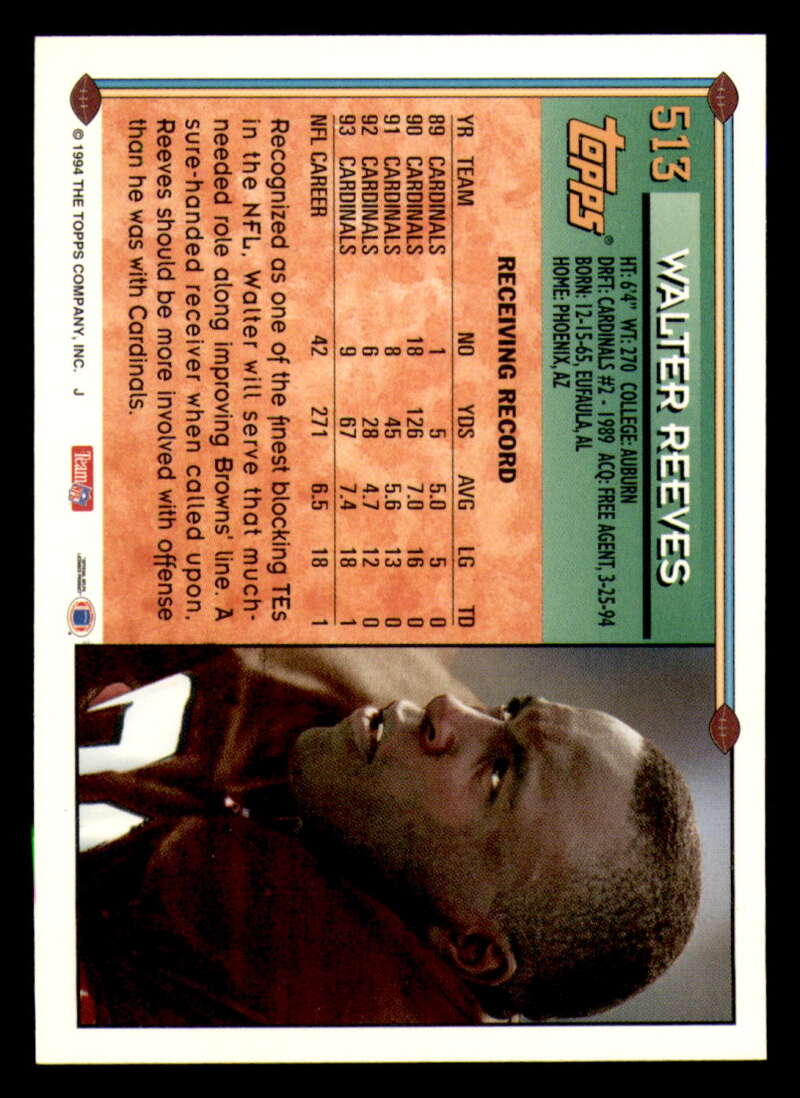 513
WALTER REEVES
topps®
HT: 6'4" WT: 270 COLLEGE: AUBURN
DRFT: CARDINALS #2 - 1989 ACQ: FREE AGENT, 3-25-94
BORN: 12-15-65, EUFAULA, AL
HOME: PHOENIX, AZ
RECEIVING RECORD
YR TEAM NO YDS AVG LG TD
89 CARDINALS 1 5 5.0 5 0
90 CARDINALS 18 126 7.0 16 0
91 CARDINALS 8 45 5.6 13 0
92 CARDINALS 6 28 4.7 12 0
93 CARDINALS 9 67 7.4 18 1
NFL CAREER 42 271 6.5 18 1
Recognized as one of the finest blocking TEs
in the NFL, Walter will serve that much-
needed role along improving Browns' line. A
sure-handed receiver when called upon,
Reeves should be more involved with offense
than he was with Cardinals.
© 1994 THE TOPPS COMPANY, INC. J
Team NFL